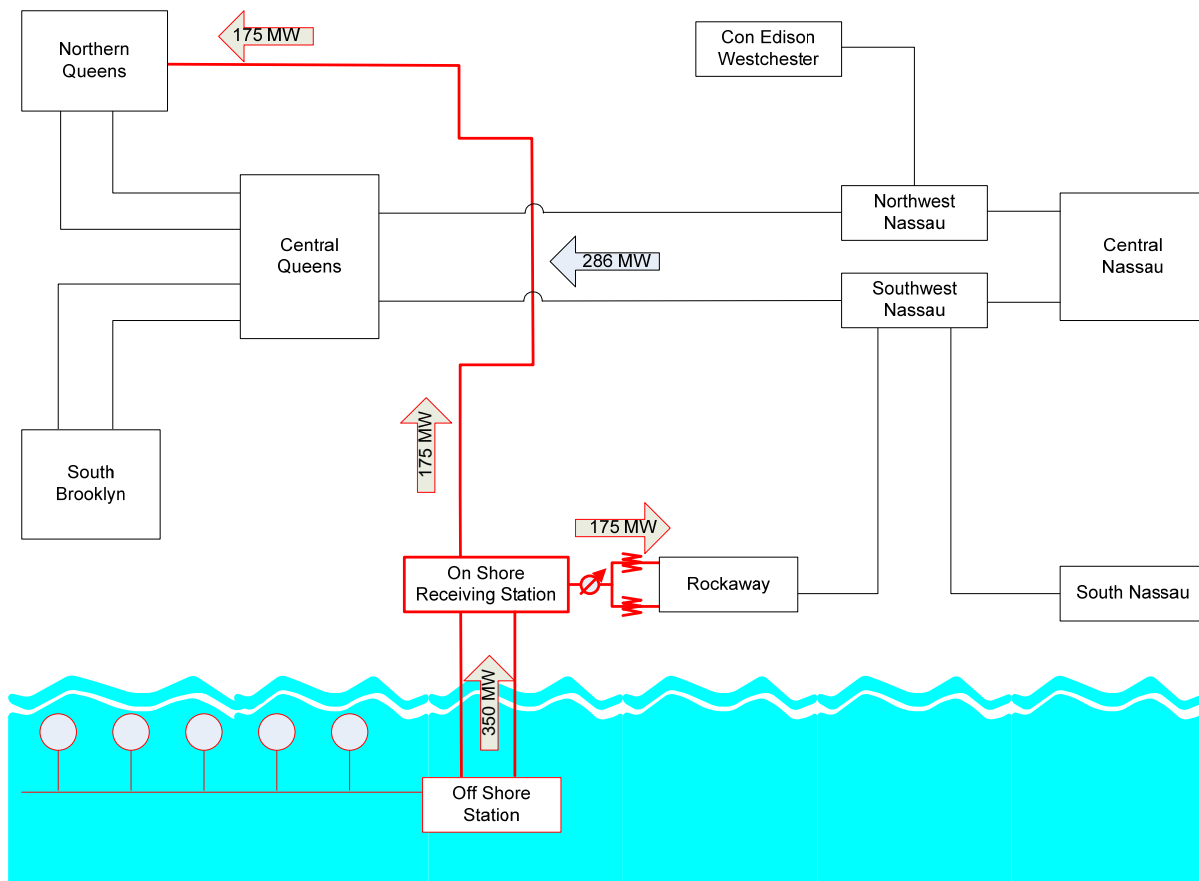 175 MW
Northern
Queens
Con Edison
Westchester
Northwest
Nassau
Central
Queens
286 MW
Central
Nassau
Southwest
Nassau
175 MW
South
Brooklyn
175 MW
On Shore
Receiving Station
Rockaway
South Nassau
350 MW
Off Shore
Station